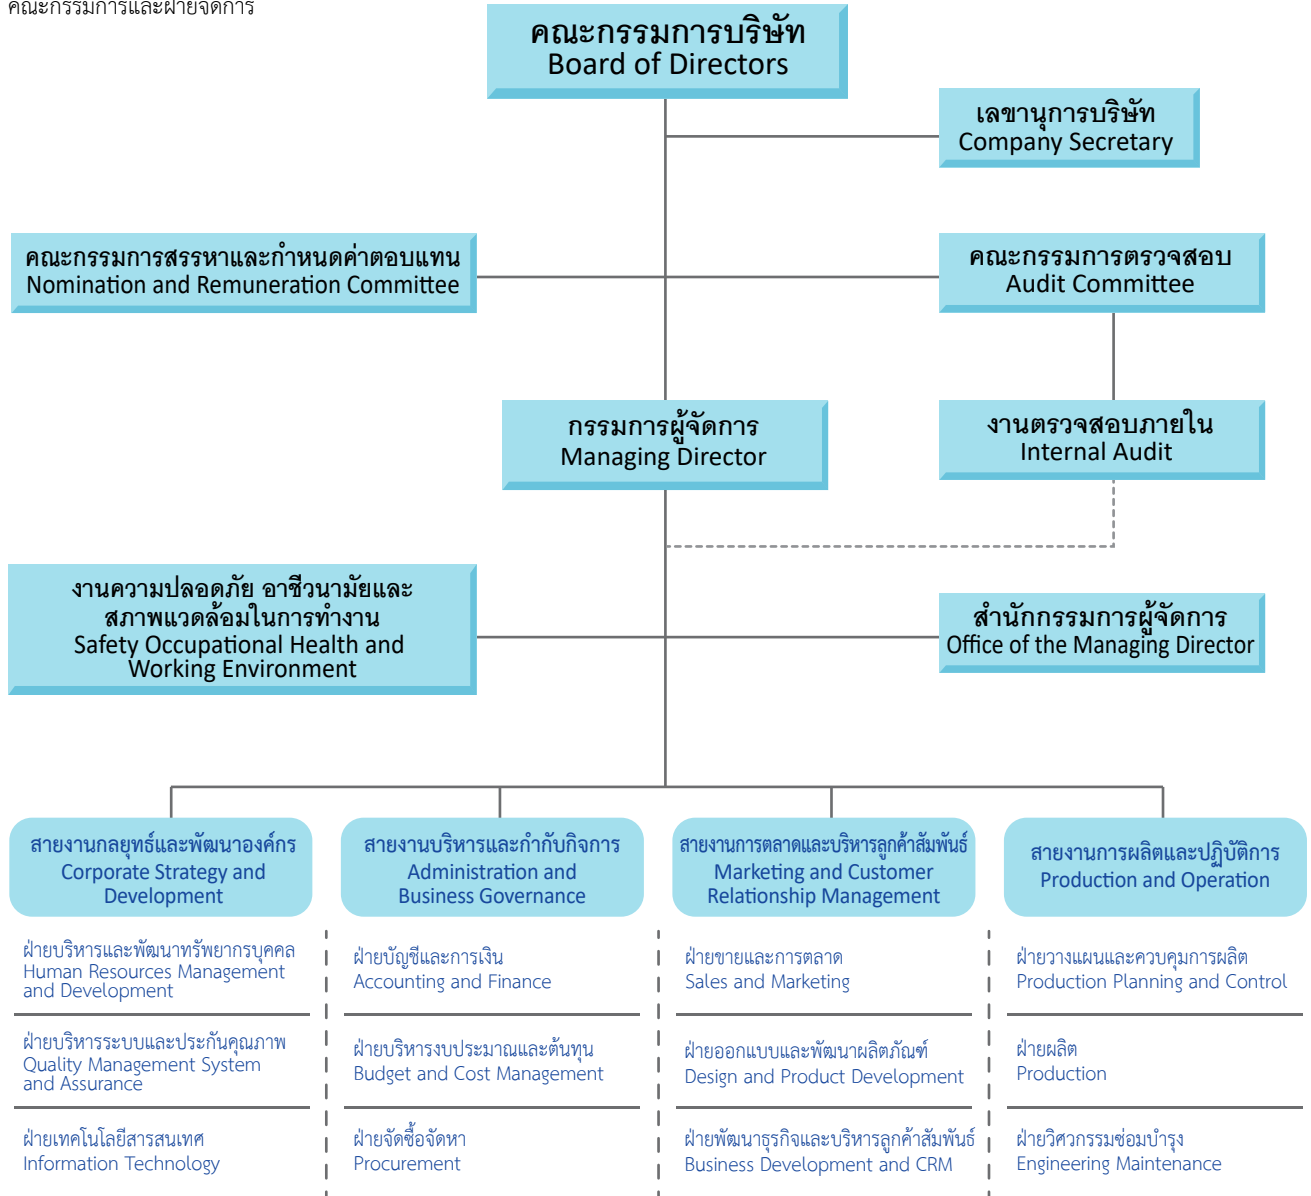 คณะกรรมการและฝ่ายจัดการ
คณะกรรมการบริษัท
Board of Directors
เลขานุการบริษัท
Company Secretary
คณะกรรมการสรรหาและกำหนดค่าตอบแทน
Nomination and Remuneration Committee
คณะกรรมการตรวจสอบ
Audit Committee
กรรมการผู้จัดการ
Managing Director
งานตรวจสอบภายใน
Internal Audit
งานความปลอดภัย อาชีวนามัยและ
สภาพแวดล้อมในการทำงาน
Safety Occupational Health and
Working Environment
สำนักกรรมการผู้จัดการ
Office of the Managing Director
สายงานกลยุทธ์และพัฒนาองค์กร
Corporate Strategy and
Development
สายงานบริหารและกำกับกิจการ
Administration and
Business Governance
สายงานการตลาดและบริหารลูกค้าสัมพันธ์
Marketing and Customer
Relationship Management
สายงานการผลิตและปฏิบัติการ
Production and Operation
ฝ่ายบริหารและพัฒนาทรัพยากรบุคคล
Human Resources Management
and Development
ฝ่ายบัญชีและการเงิน
Accounting and Finance
ฝ่ายขายและการตลาด
Sales and Marketing
ฝ่ายวางแผนและควบคุมการผลิต
Production Planning and Control
ฝ่ายบริหารระบบและประกันคุณภาพ
Quality Management System
and Assurance
ฝ่ายบริหารงบประมาณและต้นทุน
Budget and Cost Management
ฝ่ายออกแบบและพัฒนาผลิตภัณฑ์
Design and Product Development
ฝ่ายผลิต
Production
ฝ่ายเทคโนโลยีสารสนเทศ
Information Technology
ฝ่ายจัดซื้อจัดหา
Procurement
ฝ่ายพัฒนาธุรกิจและบริหารลูกค้าสัมพันธ์
Business Development and CRM
ฝ่ายวิศวกรรมซ่อมบำรุง
Engineering Maintenance